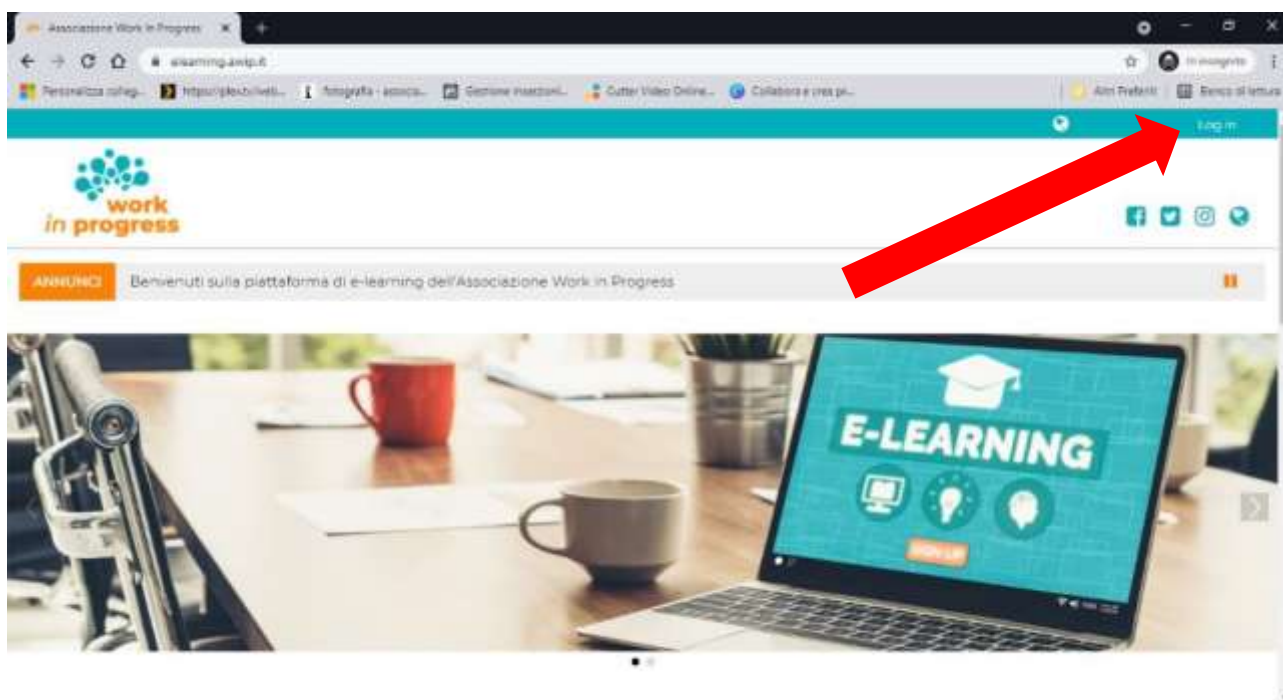 Associazione Work in Progress
elearning.awip.it
In incognito
Personalizza colleg...
fotografia - associa...
Gestione inserzioni...
Cutter Video Online...
Collabora e crea pr...
Altri Preferiti
Elenco di lettura
Log in
work
in progress
ANNUNCI
Benvenuti sulla piattaforma di e-learning dell'Associazione Work in Progress
E-LEARNING
SIGN UP